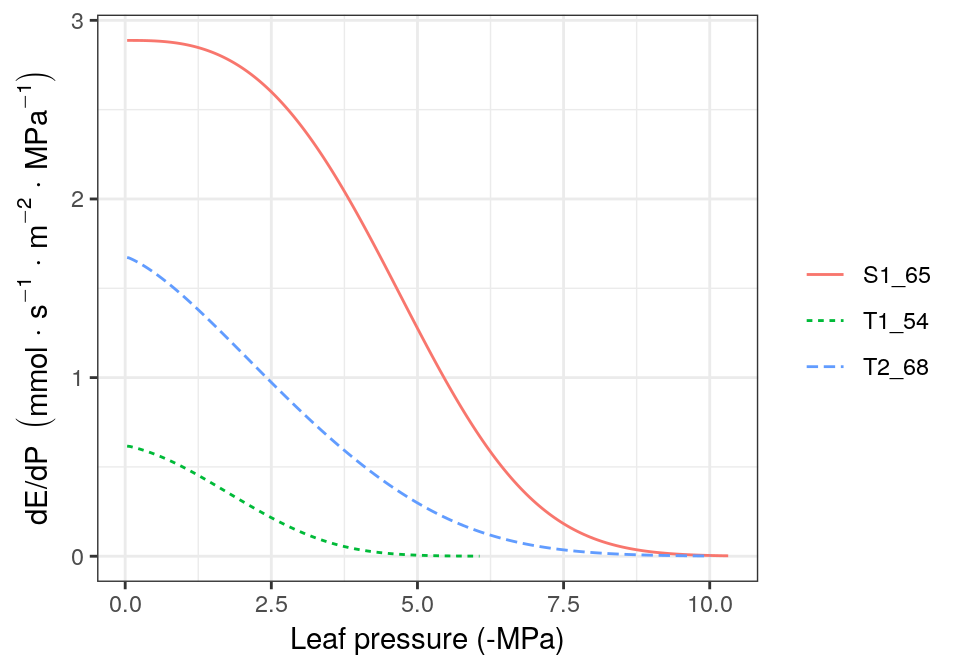 dE/dP (mmol · s⁻¹ · m⁻² · MPa⁻¹)
3
2
1
0
0.0 2.5 5.0 7.5 10.0
Leaf pressure (-MPa)
S1_65
T1_54
T2_68